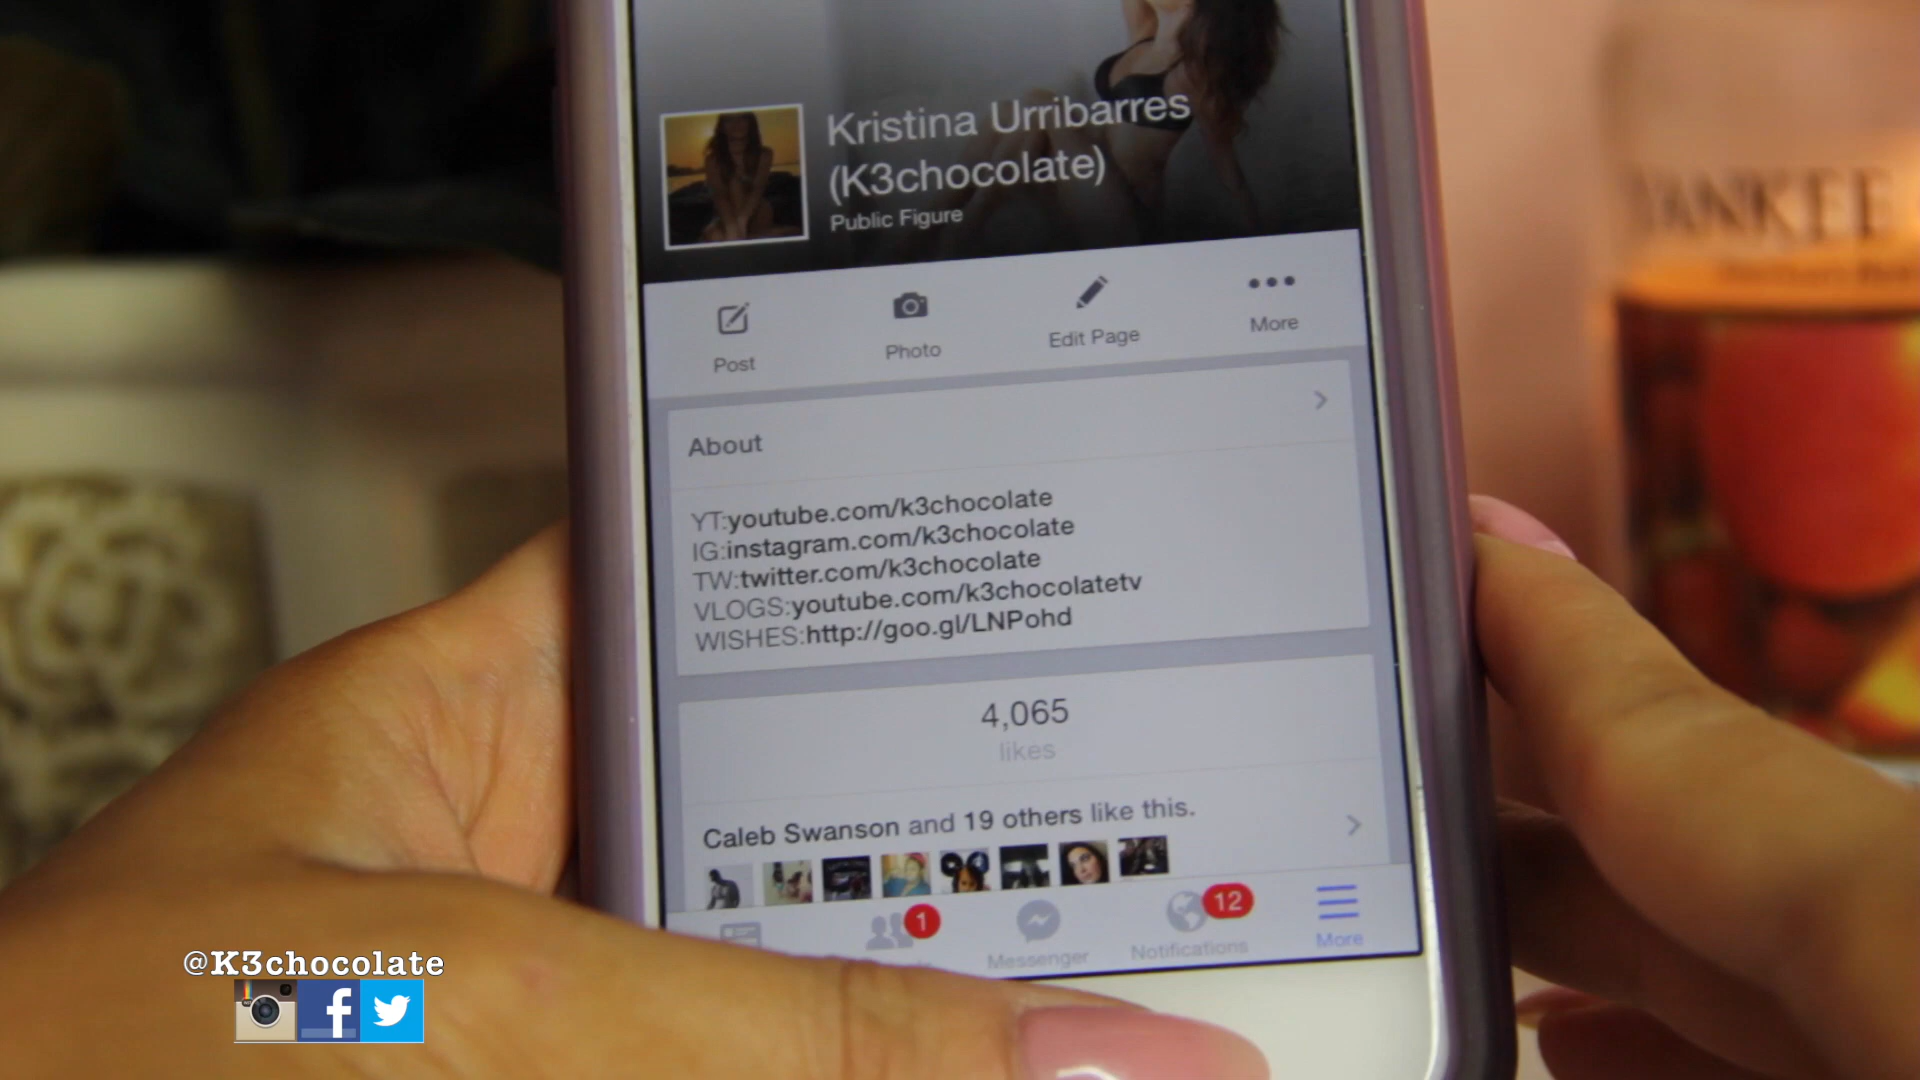 Kristina Urribarres
(K3chocolate)
Public Figure
Post
Photo
Edit Page
More
About
YT:youtube.com/k3chocolate
IG:instagram.com/k3chocolate
TW:twitter.com/k3chocolate
VLOGS:youtube.com/k3chocolatetv
WISHES:http://goo.gl/LNPohd
4,065
likes
Caleb Swanson and 19 others like this.
1
12
Messenger
Notifications
More
YANKEE
@K3chocolate